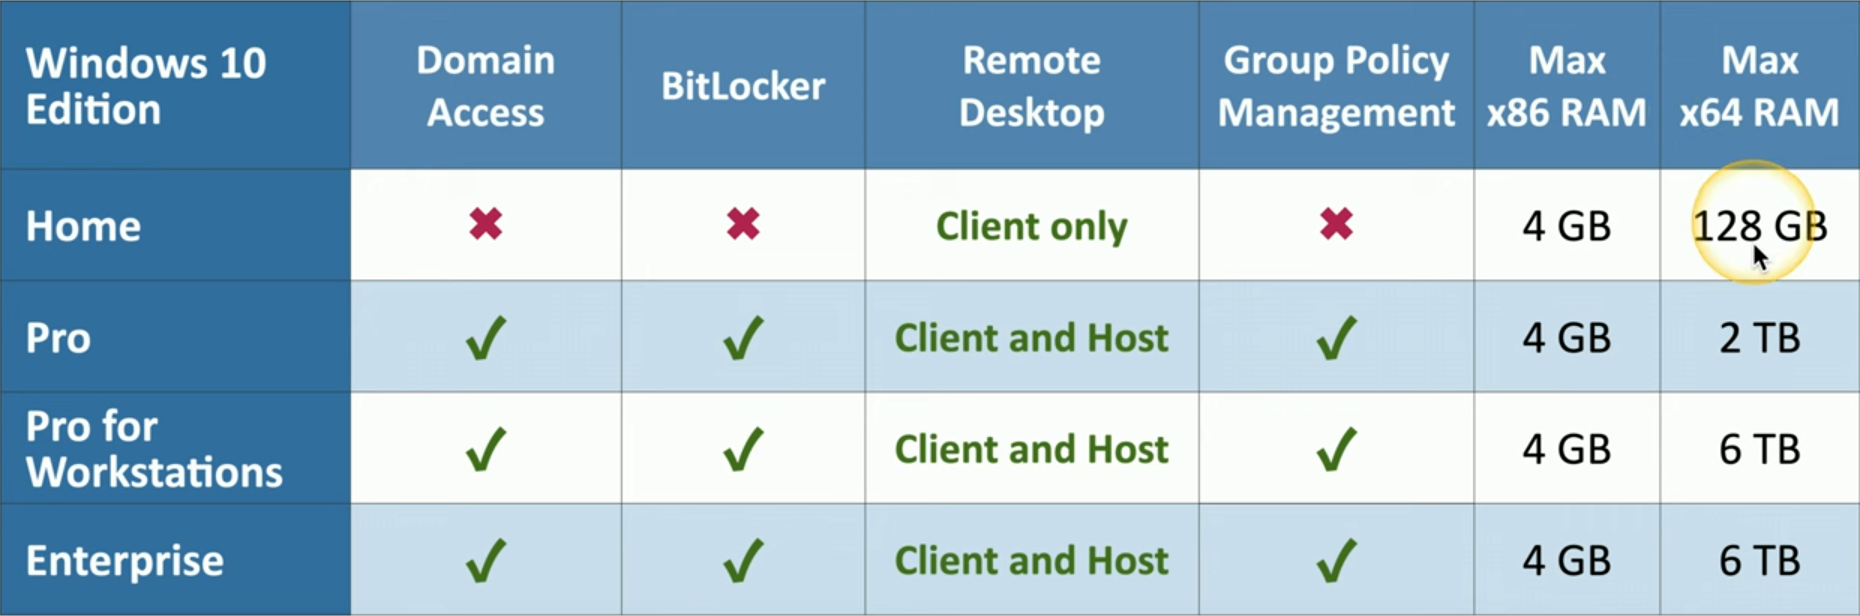 Windows 10
Edition
Domain
Access
BitLocker
Remote
Desktop
Group Policy
Management
Max
x86 RAM
Max
x64 RAM
Home
✖
✖
Client only
✖
4 GB
128 GB
Pro
✓
✓
Client and Host
✓
4 GB
2 TB
Pro for
Workstations
✓
✓
Client and Host
✓
4 GB
6 TB
Enterprise
✓
✓
Client and Host
✓
4 GB
6 TB